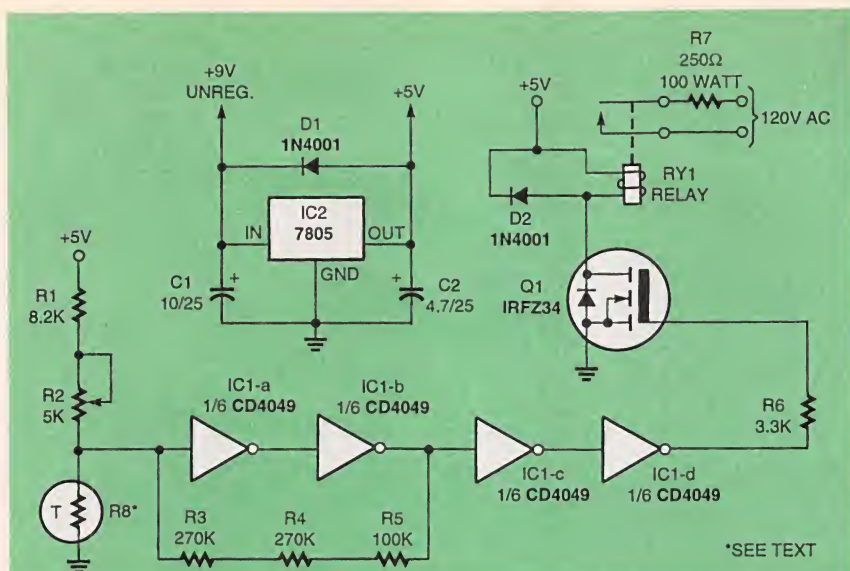 R7
250Ω
100 WATT
+9V
UNREG.
+5V
+5V
D1
1N4001
120V AC
RY1
RELAY
IC2
7805
IN
OUT
GND
D2
1N4001
+5V
C1
10/25
+
+
C2
4.7/25
Q1
IRFZ34
R1
8.2K
R2
5K
IC1-a
1/6 CD4049
IC1-b
1/6 CD4049
R6
3.3K
IC1-c
1/6 CD4049
IC1-d
1/6 CD4049
T
R8*
R3
270K
R4
270K
R5
100K
*SEE TEXT